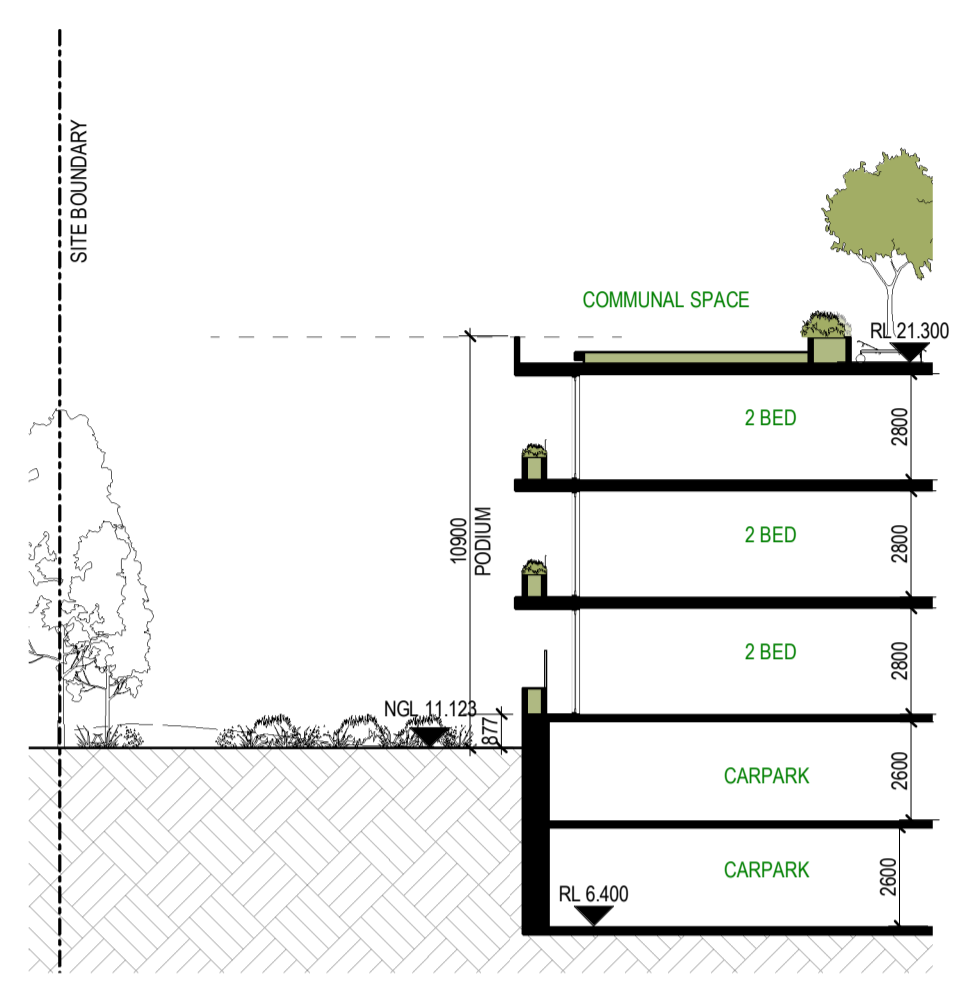 SITE BOUNDARY
COMMUNAL SPACE
RL 21.300
2 BED
2800
10900
PODIUM
2 BED
2800
2 BED
2800
NGL 11.123
877
CARPARK
2600
CARPARK
2600
RL 6.400